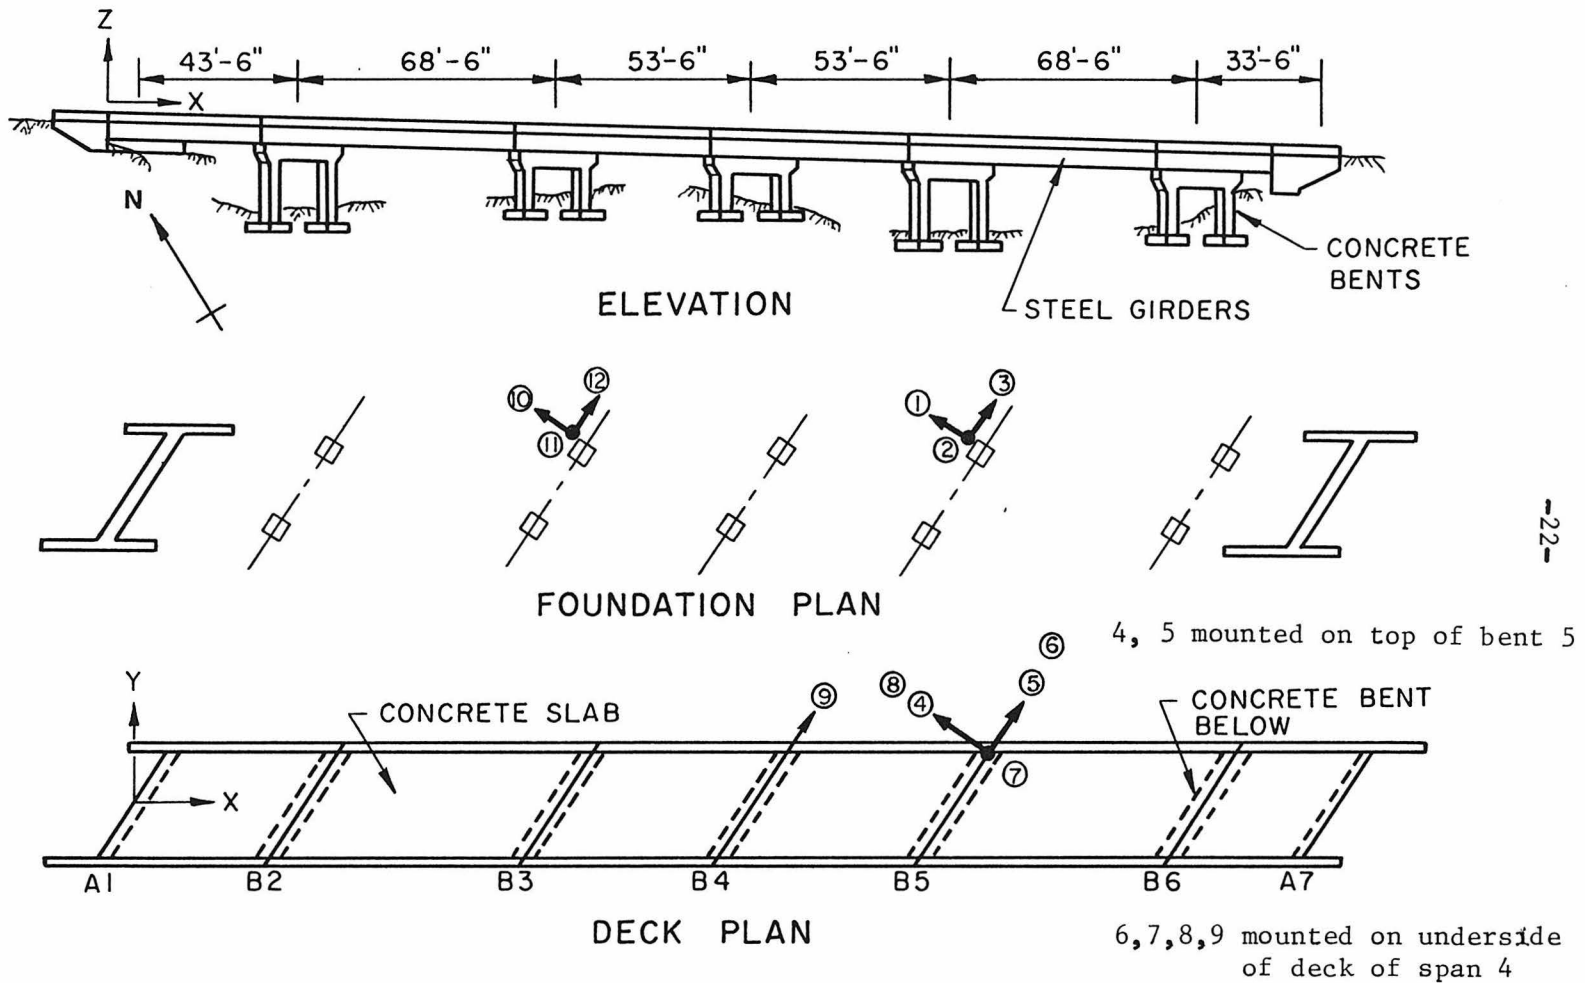 Z
43'-6" 68'-6" 53'-6" 53'-6" 68'-6" 33'-6"
X
N
CONCRETE
BENTS
ELEVATION
STEEL GIRDERS
10 12
11
1 3
2
-22-
FOUNDATION PLAN
4, 5 mounted on top of bent 5
Y
CONCRETE SLAB
9
8
4
6
5
7
CONCRETE BENT
BELOW
X
A1 B2 B3 B4 B5 B6 A7
DECK PLAN
6,7,8,9 mounted on underside
of deck of span 4